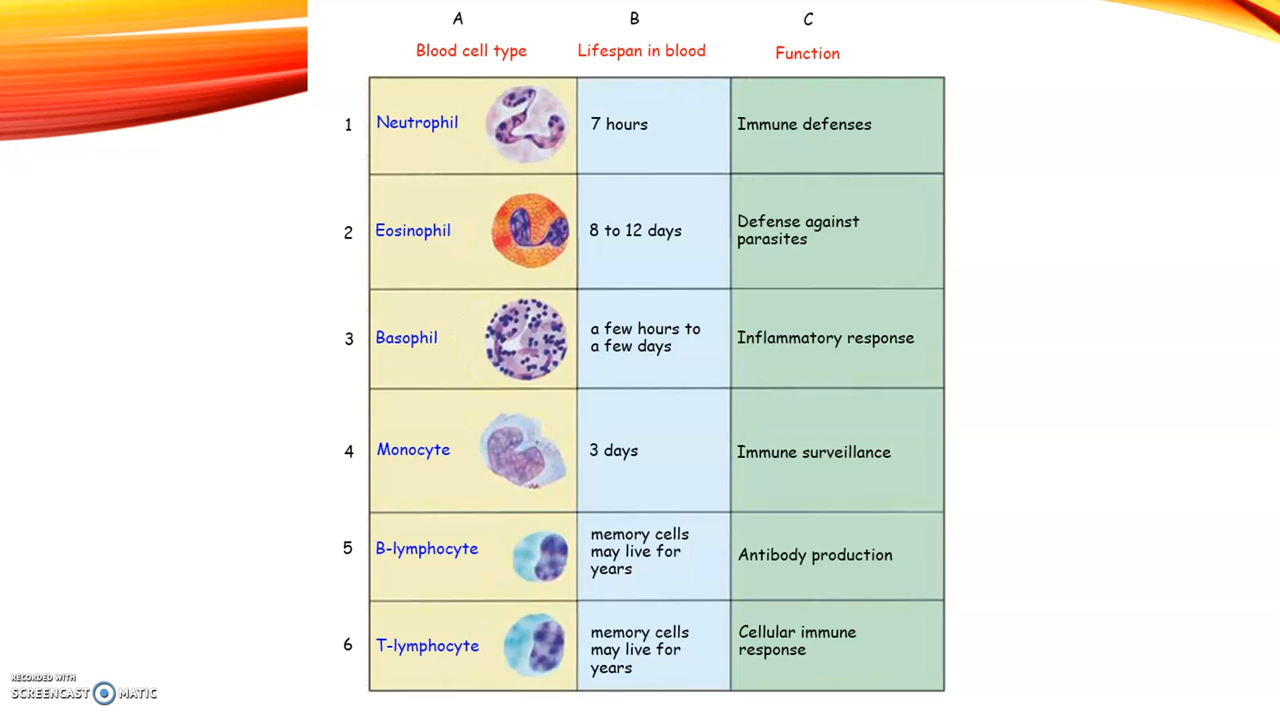 A B C
Blood cell type Lifespan in blood Function
1 Neutrophil 7 hours Immune defenses
2 Eosinophil 8 to 12 days Defense against
parasites
3 Basophil a few hours to
a few days Inflammatory response
4 Monocyte 3 days Immune surveillance
5 B-lymphocyte memory cells
may live for
years Antibody production
6 T-lymphocyte memory cells
may live for
years Cellular immune
response
RECORDED WITH
SCREENCAST MATIC